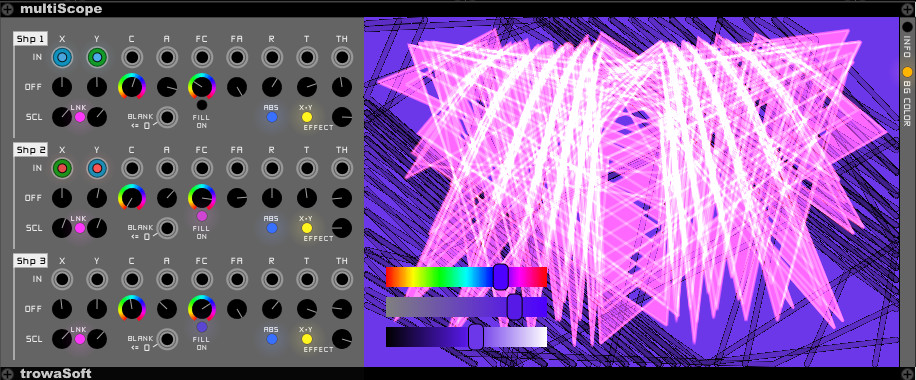 multiScope
Shp 1 X Y C A FC FA R T TH
IN
OFF
SCL LNK BLANK <= 0 FILL ON ABS X•Y EFFECT
Shp 2 X Y C A FC FA R T TH
IN
OFF
SCL LNK BLANK <= 0 FILL ON ABS X•Y EFFECT
Shp 3 X Y C A FC FA R T TH
IN
OFF
SCL LNK BLANK <= 0 FILL ON ABS X•Y EFFECT
INFO
BG COLOR
trowaSoft